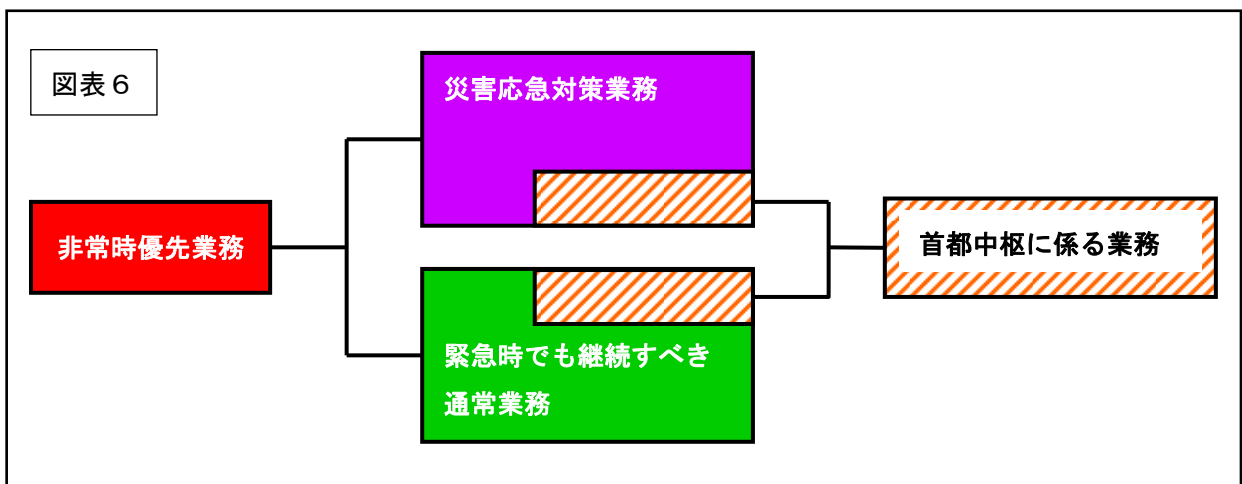 図表６
災害応急対策業務
非常時優先業務
首都中枢に係る業務
緊急時でも継続すべき
通常業務